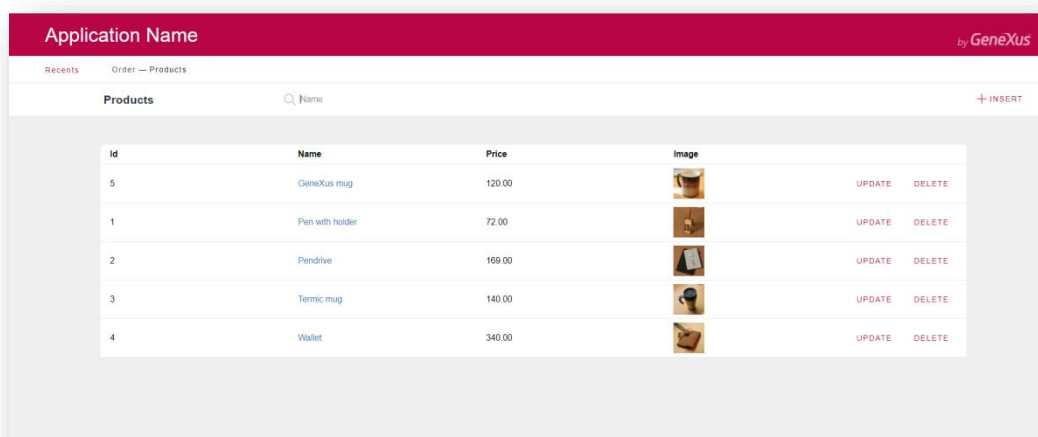 Application Name
by GeneXus
Recents Order — Products
Products Name INSERT
Id Name Price Image
5 GeneXus mug 120.00 UPDATE DELETE
1 Pen with holder 72.00 UPDATE DELETE
2 Pendrive 169.00 UPDATE DELETE
3 Termic mug 140.00 UPDATE DELETE
4 Wallet 340.00 UPDATE DELETE